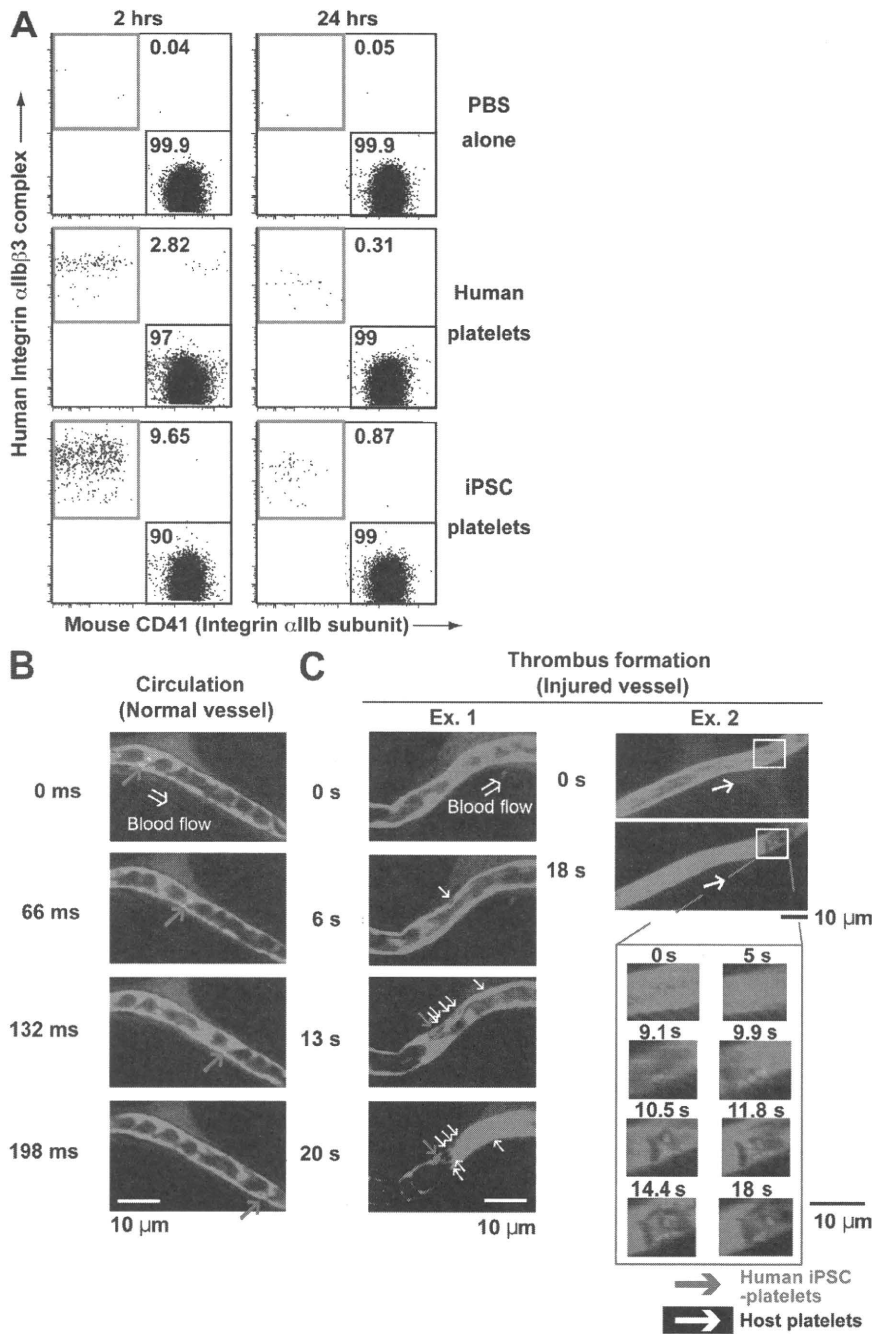 A
2 hrs
24 hrs
Human Integrin αIIbβ3 complex
0.04
0.05
99.9
99.9
PBS
alone
2.82
0.31
97
99
Human
platelets
9.65
0.87
90
99
iPSC
platelets
Mouse CD41 (Integrin αIIb subunit)
B
Circulation
(Normal vessel)
0 ms
Blood flow
66 ms
132 ms
198 ms
10 µm
C
Thrombus formation
(Injured vessel)
Ex. 1
Ex. 2
0 s
Blood flow
6 s
13 s
20 s
10 µm
0 s
18 s
10 µm
0 s
5 s
9.1 s
9.9 s
10.5 s
11.8 s
14.4 s
18 s
10 µm
Human iPSC
-platelets
Host platelets